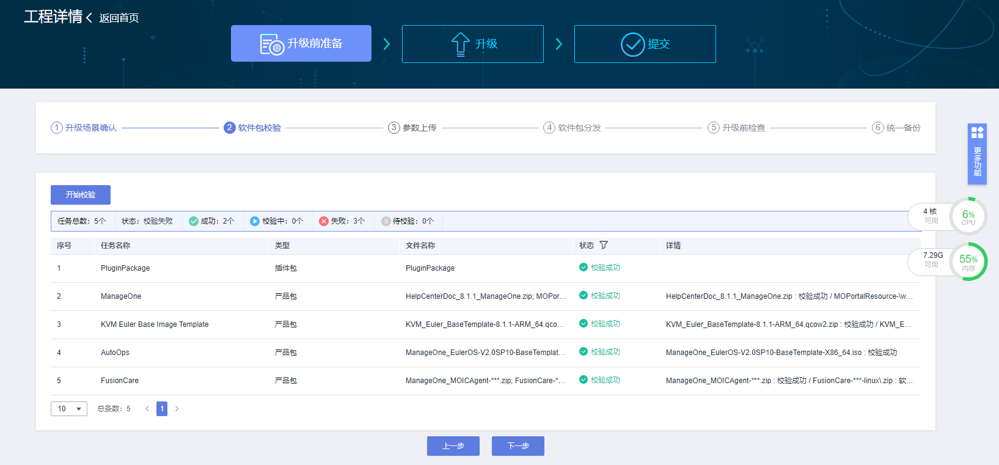 工程详情 返回首页
升级前准备
升级
提交
1 升级场景确认
2 软件包校验
3 参数上传
4 软件包分发
5 升级前检查
6 统一备份
更多功能
开始校验
任务总数：5个 状态：校验失败 成功：2个 校验中：0个 失败：3个 待校验：0个
4 核
可用
6%
CPU
序号 任务名称 类型 文件名称 状态 详情
7.29G
可用
55%
内存
1 PluginPackage 插件包 PluginPackage 校验成功
2 ManageOne 产品包 HelpCenterDoc_8.1.1_ManageOne.zip; MOPor... 校验成功 HelpCenterDoc_8.1.1_ManageOne.zip : 校验成功 / MOPortalResource-\w...
3 KVM Euler Base Image Template 产品包 KVM_Euler_BaseTemplate-8.1.1-ARM_64.qco... 校验成功 KVM_Euler_BaseTemplate-8.1.1-ARM_64.qcow2.zip : 校验成功 / KVM_E...
4 AutoOps 产品包 ManageOne_EulerOS-V2.0SP10-BaseTemplat... 校验成功 ManageOne_EulerOS-V2.0SP10-BaseTemplate-X86_64.iso : 校验成功
5 FusionCare 产品包 ManageOne_MOICAgent-***.zip; FusionCare-*... 校验成功 ManageOne_MOICAgent-***.zip : 校验成功 / FusionCare-***-linux\.zip : 软...
10 总条数：5 < 1 >
上一步 下一步